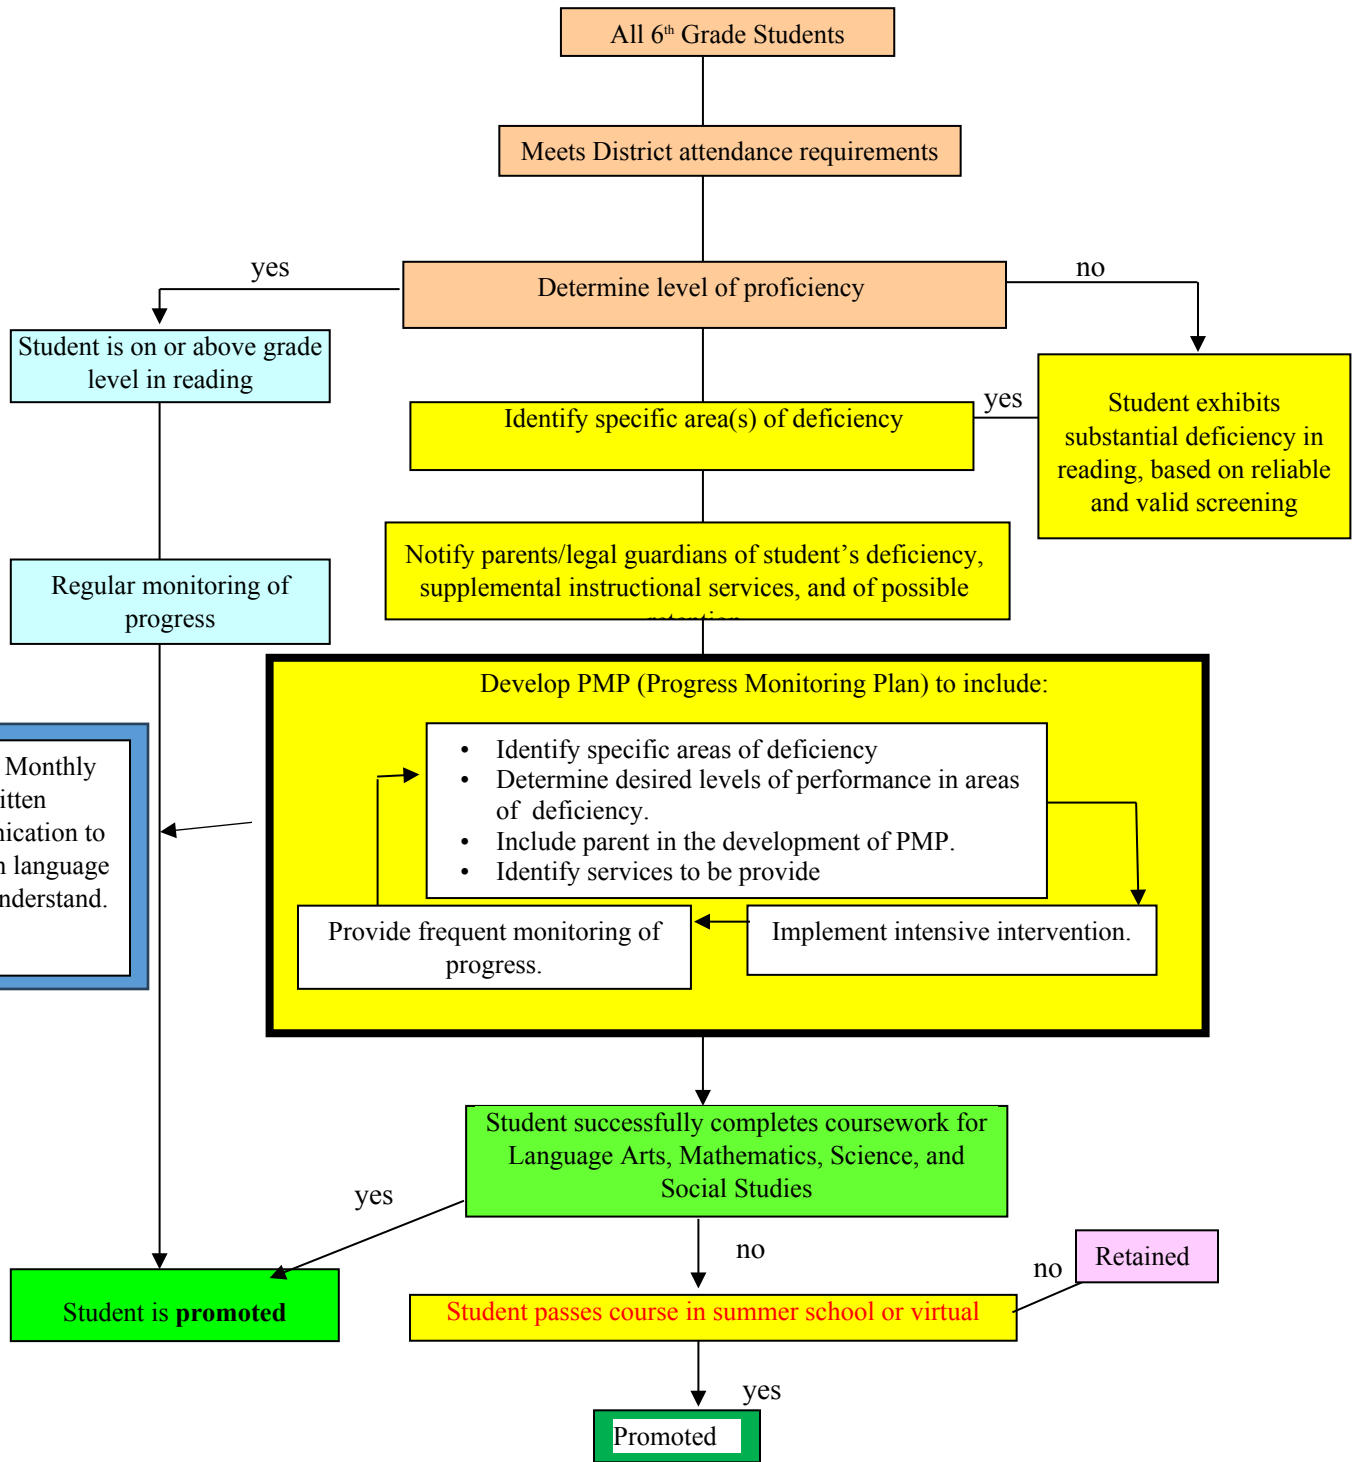 All 6th Grade Students
Meets District attendance requirements
yes
Determine level of proficiency
no
Student is on or above grade
level in reading
Identify specific area(s) of deficiency
yes
Student exhibits
substantial deficiency in
reading, based on reliable
and valid screening
Notify parents/legal guardians of student’s deficiency,
supplemental instructional services, and of possible
Regular monitoring of
progress
Develop PMP (Progress Monitoring Plan) to include:
• Identify specific areas of deficiency
• Determine desired levels of performance in areas
of deficiency.
• Include parent in the development of PMP.
• Identify services to be provide
Monthly
to
language
Provide frequent monitoring of
progress.
Implement intensive intervention.
Student successfully completes coursework for
Language Arts, Mathematics, Science, and
Social Studies
yes
no
Retained
no
Student is promoted
Student passes course in summer school or virtual
yes
Promoted